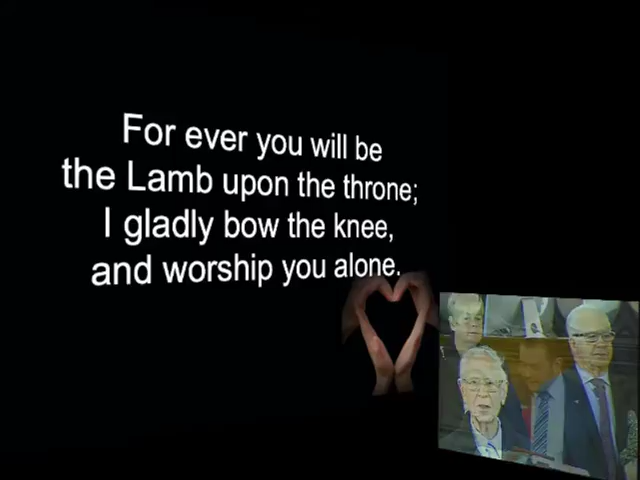 For ever you will be
the Lamb upon the throne;
I gladly bow the knee,
and worship you alone.